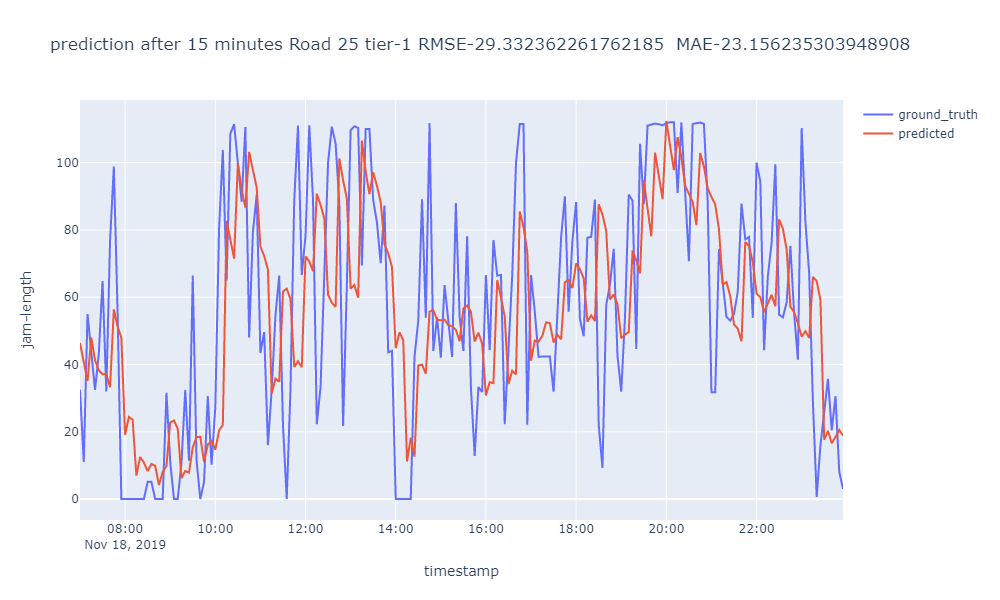 prediction after 15 minutes Road 25 tier-1 RMSE-29.332362261762185  MAE-23.156235303948908
ground_truth
predicted
jam-length
100
80
60
40
20
0
08:00 10:00 12:00 14:00 16:00 18:00 20:00 22:00
Nov 18, 2019
timestamp